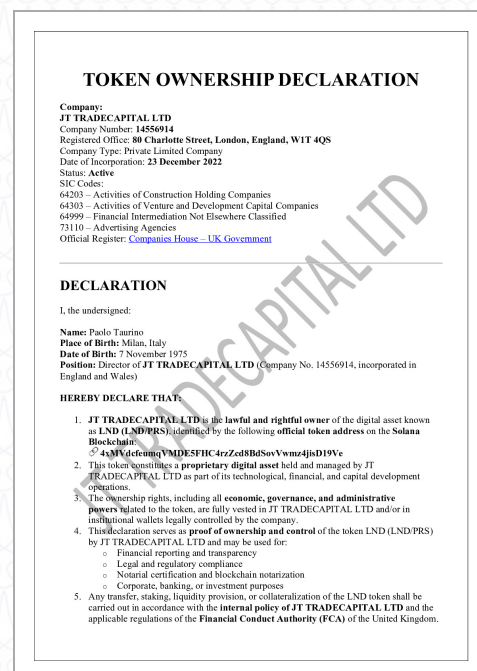 TOKEN OWNERSHIP DECLARATION
Company:
JT TRADECAPITAL LTD
Company Number: 14556914
Registered Office: 80 Charlotte Street, London, England, W1T 4QS
Company Type: Private Limited Company
Date of Incorporation: 23 December 2022
Status: Active
SIC Codes:
64203 – Activities of Construction Holding Companies
64303 – Activities of Venture and Development Capital Companies
64999 – Financial Intermediation Not Elsewhere Classified
73110 – Advertising Agencies
Official Register: Companies House – UK Government
DECLARATION
I, the undersigned:
Name: Paolo Taurino
Place of Birth: Milan, Italy
Date of Birth: 7 November 1975
Position: Director of JT TRADECAPITAL LTD (Company No. 14556914, incorporated in
England and Wales)
HEREBY DECLARE THAT:
1. JT TRADECAPITAL LTD is the lawful and rightful owner of the digital asset known
as LND (LND/PRS), identified by the following official token address on the Solana
Blockchain:
4xMVdcfeumqVMDE5FHC4rzZcd8BdSovVwmz4jisD19Ve
2. This token constitutes a proprietary digital asset held and managed by JT
TRADECAPITAL LTD as part of its technological, financial, and capital development
operations.
3. The ownership rights, including all economic, governance, and administrative
powers related to the token, are fully vested in JT TRADECAPITAL LTD and/or in
institutional wallets legally controlled by the company.
4. This declaration serves as proof of ownership and control of the token LND (LND/PRS)
by JT TRADECAPITAL LTD and may be used for:
o Financial reporting and transparency
o Legal and regulatory compliance
o Notarial certification and blockchain notarization
o Corporate, banking, or investment purposes
5. Any transfer, staking, liquidity provision, or collateralization of the LND token shall be
carried out in accordance with the internal policy of JT TRADECAPITAL LTD and the
applicable regulations of the Financial Conduct Authority (FCA) of the United Kingdom.
JT TRADECAPITAL LTD